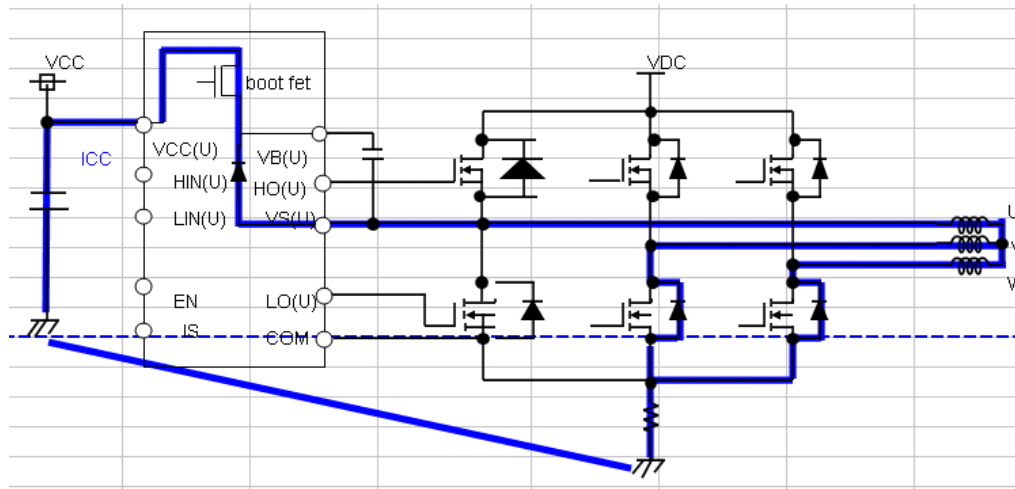 VCC
VDC
boot fet
ICC
VCC(U)
VB(U)
HIN(U)
HO(U)
LIN(U)
VS(U)
U
V
W
EN
LO(U)
IS
COM